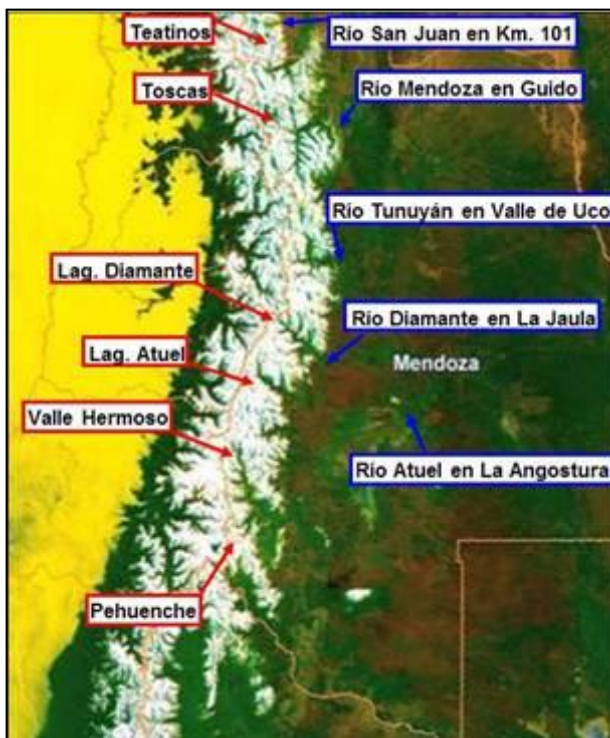 Teatinos
Río San Juan en Km. 101
Toscas
Río Mendoza en Guido
Río Tunuyán en Valle de Uco
Lag. Diamante
Río Diamante en La Jaula
Lag. Atuel
Mendoza
Valle Hermoso
Río Atuel en La Angostura
Pehuenche